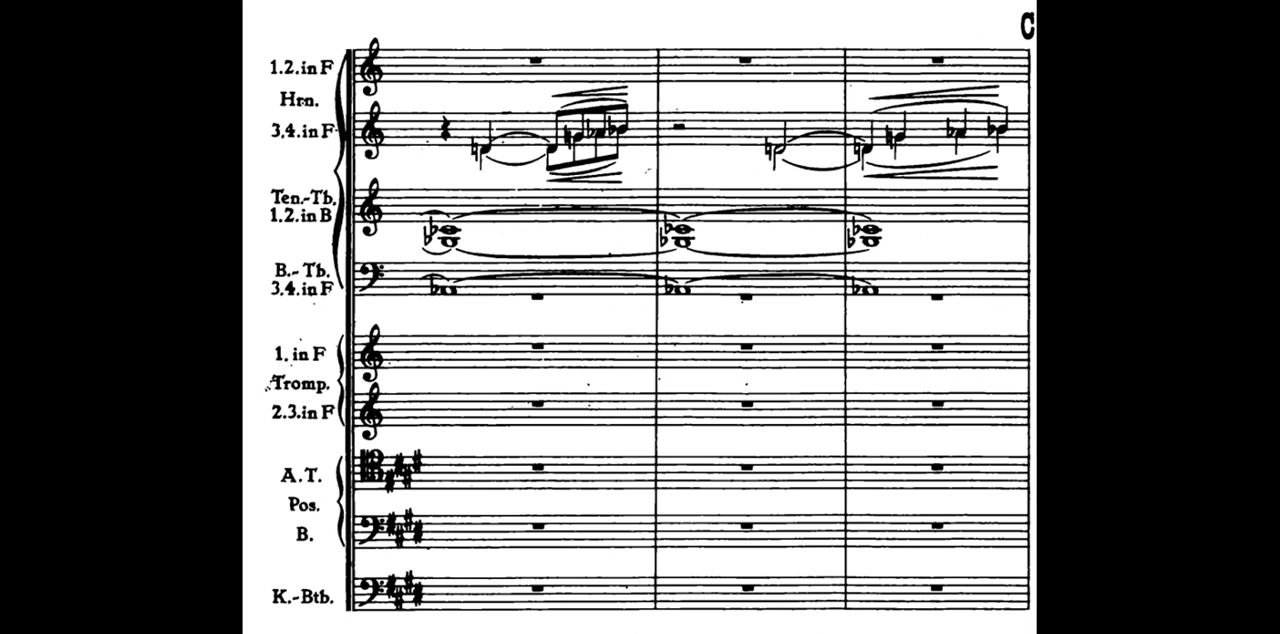 C
1.2.in F
Hrn.
3.4.in F
Ten.-Tb.
1.2.in B
B.-Tb.
3.4.in F
1. in F
Tromp.
2.3.in F
A.T.
Pos.
B.
K.-Btb.